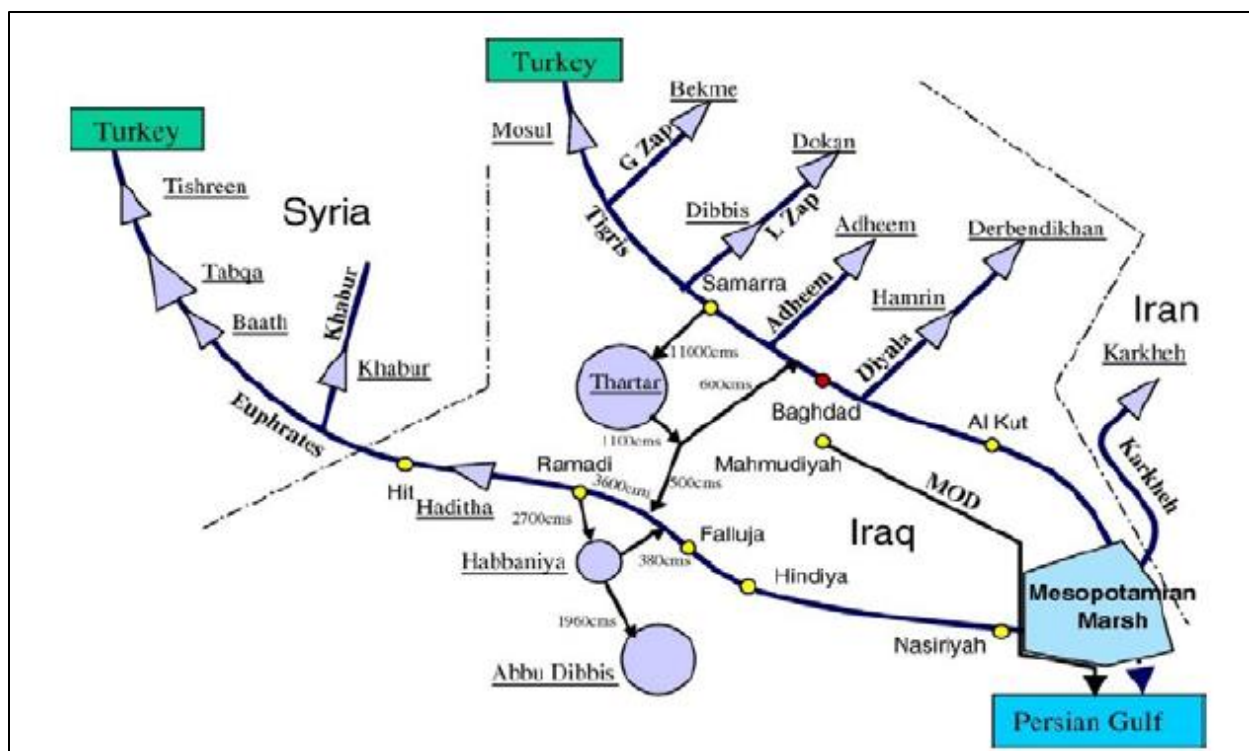 Turkey
Turkey
Bekme
Mosul
G Zap
Dokan
Tishreen
Syria
Dibbis
L Zap
Tigris
Adheem
Derbendikhan
Tabqa
Khabur
Samarra
Adheem
Hamrin
Iran
Baath
11000cms
Diyala
Karkheh
Khabur
Thartar
600cms
Euphrates
Baghdad
Al Kut
1100cms
Karkheh
Ramadi
Mahmudiyah
3600cms
500cms
MOD
Hit
Haditha
2700cms
Falluja
Iraq
Habbaniya
380cms
Hindiya
Mesopotamian
Marsh
1960cms
Nasiriyah
Abbu Dibbis
Persian Gulf